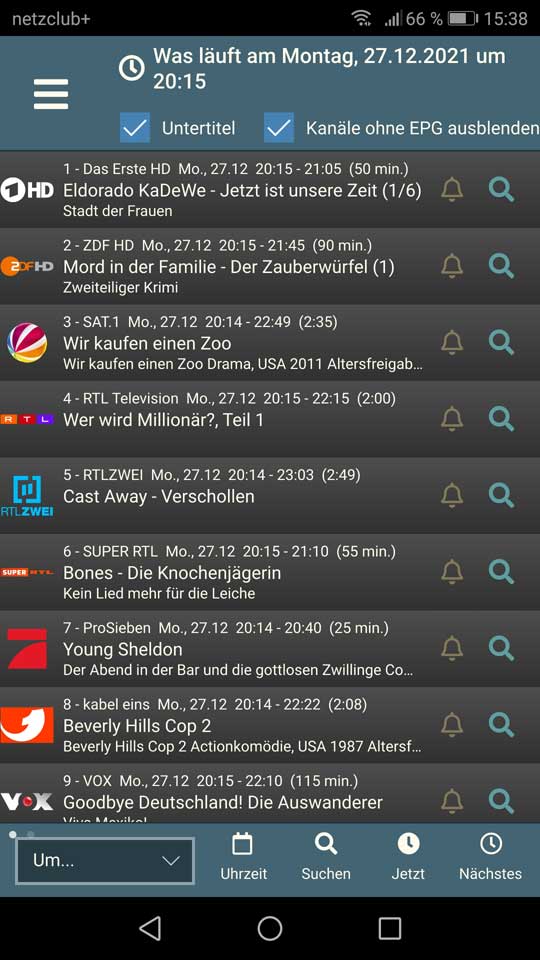 netzclub+ 66 % 15:38
Was läuft am Montag, 27.12.2021 um
20:15
Untertitel Kanäle ohne EPG ausblenden
1 - Das Erste HD Mo., 27.12 20:15 - 21:05 (50 min.)
1 HD Eldorado KaDeWe - Jetzt ist unsere Zeit (1/6)
Stadt der Frauen
2 - ZDF HD Mo., 27.12 20:15 - 21:45 (90 min.)
ZDF HD Mord in der Familie - Der Zauberwürfel (1)
Zweiteiliger Krimi
3 - SAT.1 Mo., 27.12 20:14 - 22:49 (2:35)
Wir kaufen einen Zoo
Wir kaufen einen Zoo Drama, USA 2011 Altersfreigab...
4 - RTL Television Mo., 27.12 20:15 - 22:15 (2:00)
RTL Wer wird Millionär?, Teil 1
5 - RTLZWEI Mo., 27.12 20:14 - 23:03 (2:49)
Cast Away - Verschollen
RTLZWEI
6 - SUPER RTL Mo., 27.12 20:15 - 21:10 (55 min.)
SUPER RTL Bones - Die Knochenjägerin
Kein Lied mehr für die Leiche
7 - ProSieben Mo., 27.12 20:14 - 20:40 (25 min.)
Young Sheldon
Der Abend in der Bar und die gottlosen Zwillinge Co...
8 - kabel eins Mo., 27.12 20:14 - 22:22 (2:08)
Beverly Hills Cop 2
Beverly Hills Cop 2 Actionkomödie, USA 1987 Altersf...
9 - VOX Mo., 27.12 20:15 - 22:10 (115 min.)
VOX Goodbye Deutschland! Die Auswanderer
Viva Mexiko!
Um...
Uhrzeit Suchen Jetzt Nächstes